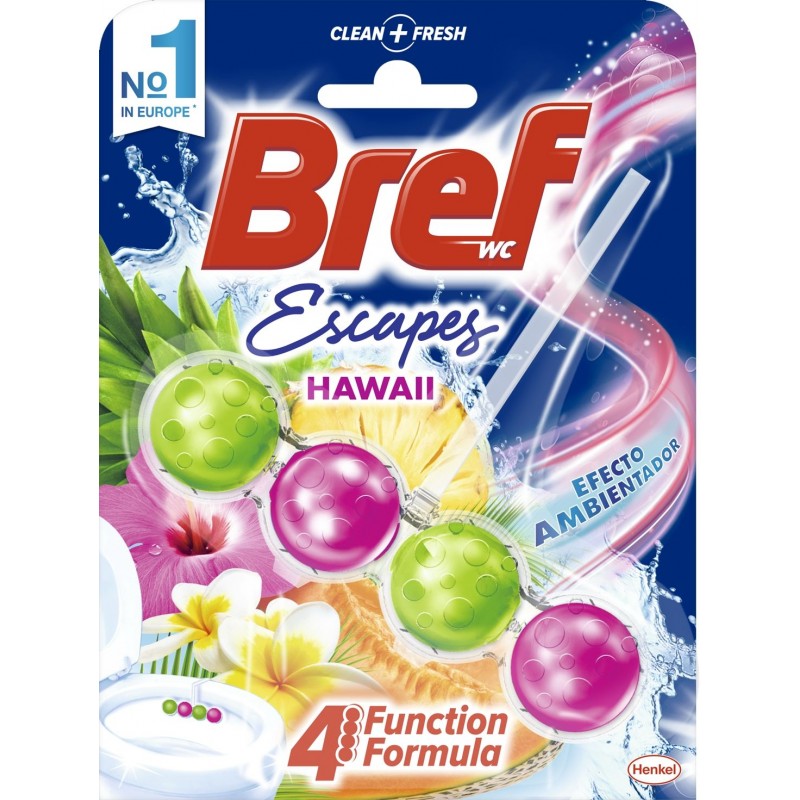 CLEAN + FRESH
Nº1
IN EUROPE*
Bref
WC
Escapes
HAWAII
EFECTO
AMBIENTADOR
4 Function
Formula
Henkel